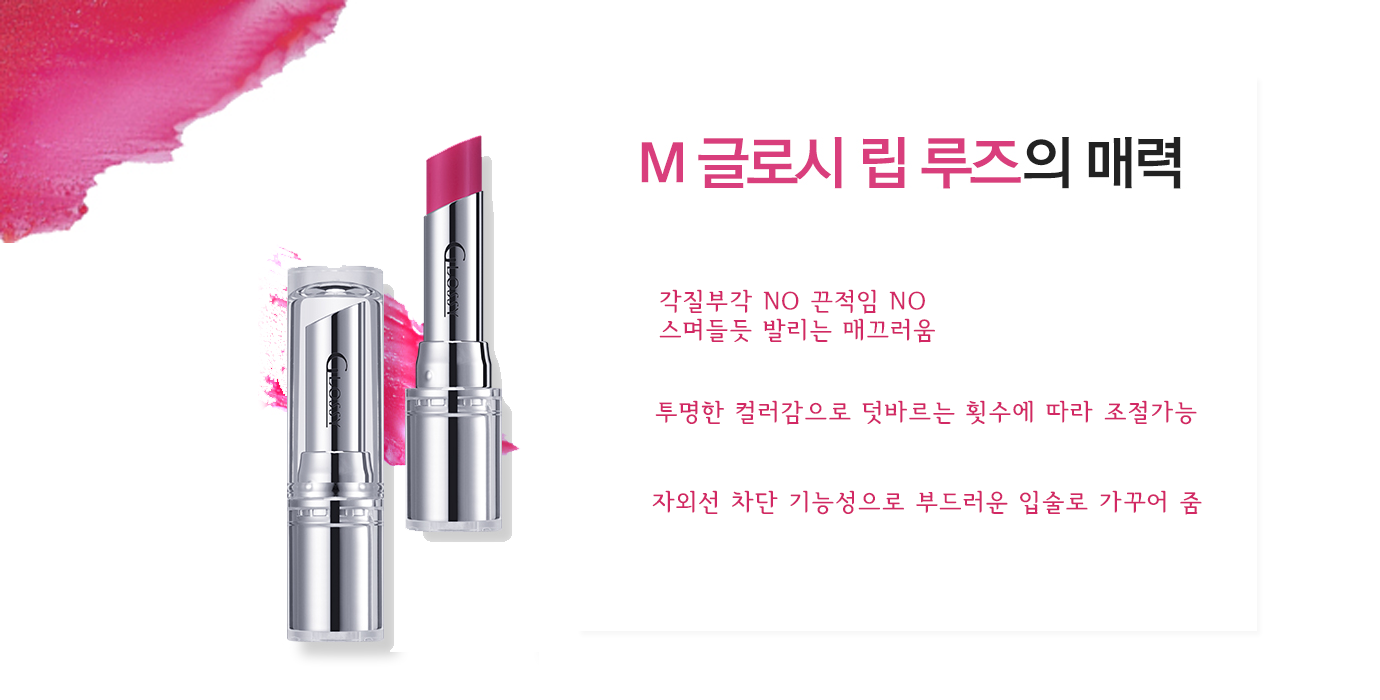 M 글로시 립 루즈의 매력
각질부각 NO 끈적임 NO
스며들듯 발리는 매끄러움
투명한 컬러감으로 덧바르는 횟수에 따라 조절가능
자외선 차단 기능성으로 부드러운 입술로 가꾸어 줌
Glossy
Glossy